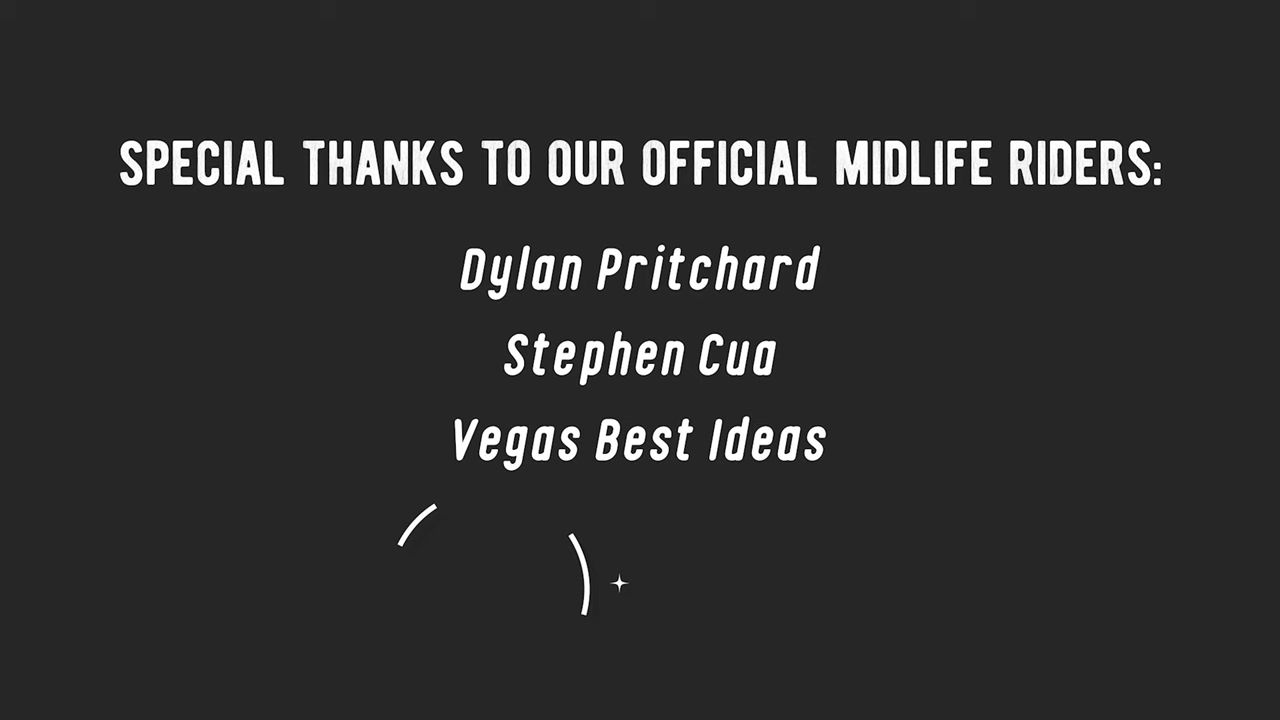 SPECIAL THANKS TO OUR OFFICIAL MIDLIFE RIDERS:
Dylan Pritchard
Stephen Cua
Vegas Best Ideas